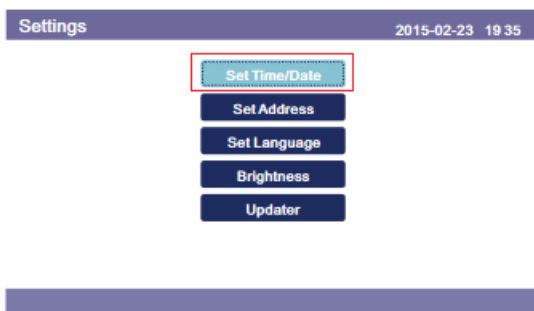 Settings
2015-02-23 19 35
Set Time/Date
Set Address
Set Language
Brightness
Updater